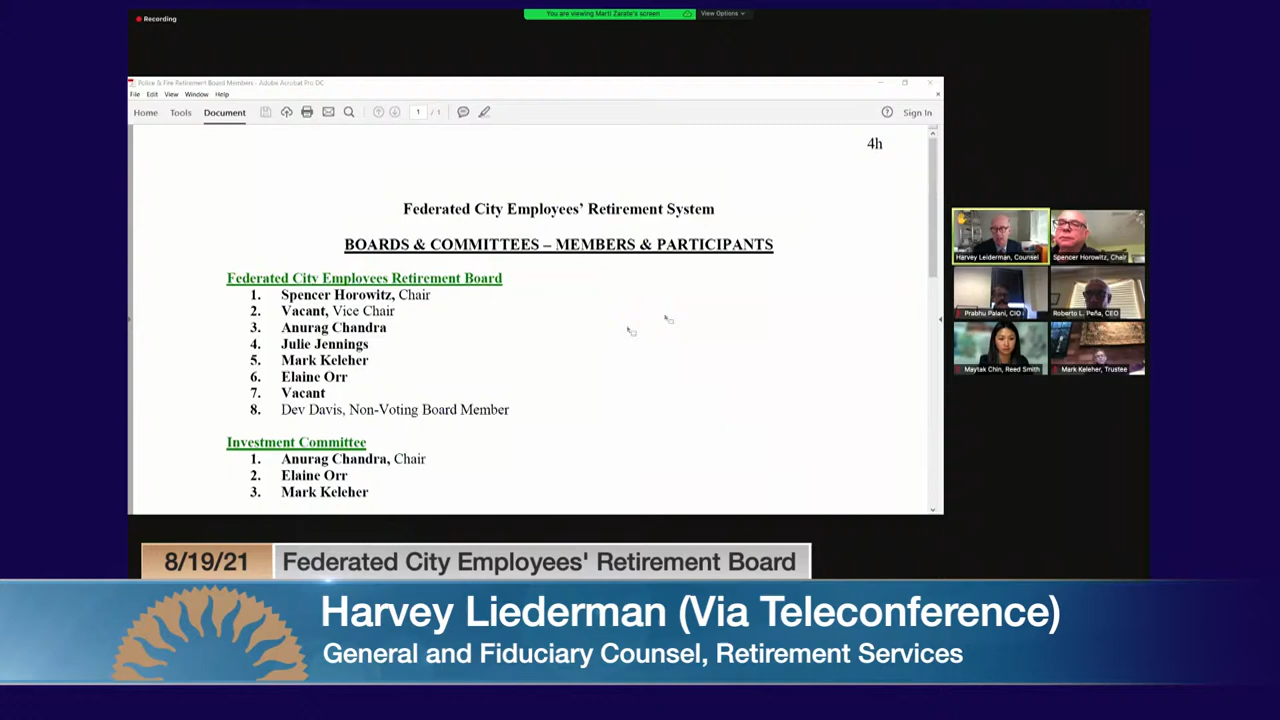 Recording
You are viewing Marti Zarate's screen
View Options
Police & Fire Retirement Board Members - Adobe Acrobat Pro DC
File Edit View Window Help
Home Tools Document 1 / 1 Sign In
4h
Federated City Employees' Retirement System
BOARDS & COMMITTEES – MEMBERS & PARTICIPANTS
Federated City Employees Retirement Board
1. Spencer Horowitz, Chair
2. Vacant, Vice Chair
3. Anurag Chandra
4. Julie Jennings
5. Mark Keleher
6. Elaine Orr
7. Vacant
8. Dev Davis, Non-Voting Board Member
Investment Committee
1. Anurag Chandra, Chair
2. Elaine Orr
3. Mark Keleher
Harvey Leiderman, Counsel
Spencer Horowitz, Chair
Prabhu Palani, CIO
Roberto L. Peña, CEO
Maytak Chin, Reed Smith
Mark Keleher, Trustee
8/19/21 Federated City Employees' Retirement Board
Harvey Liederman (Via Teleconference)
General and Fiduciary Counsel, Retirement Services